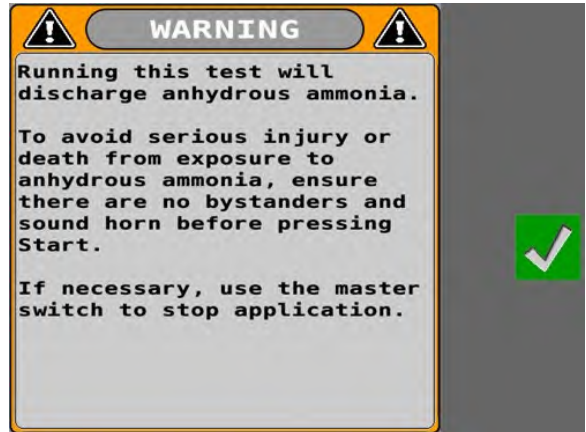 WARNING
Running this test will
discharge anhydrous ammonia.
To avoid serious injury or
death from exposure to
anhydrous ammonia, ensure
there are no bystanders and
sound horn before pressing
Start.
If necessary, use the master
switch to stop application.